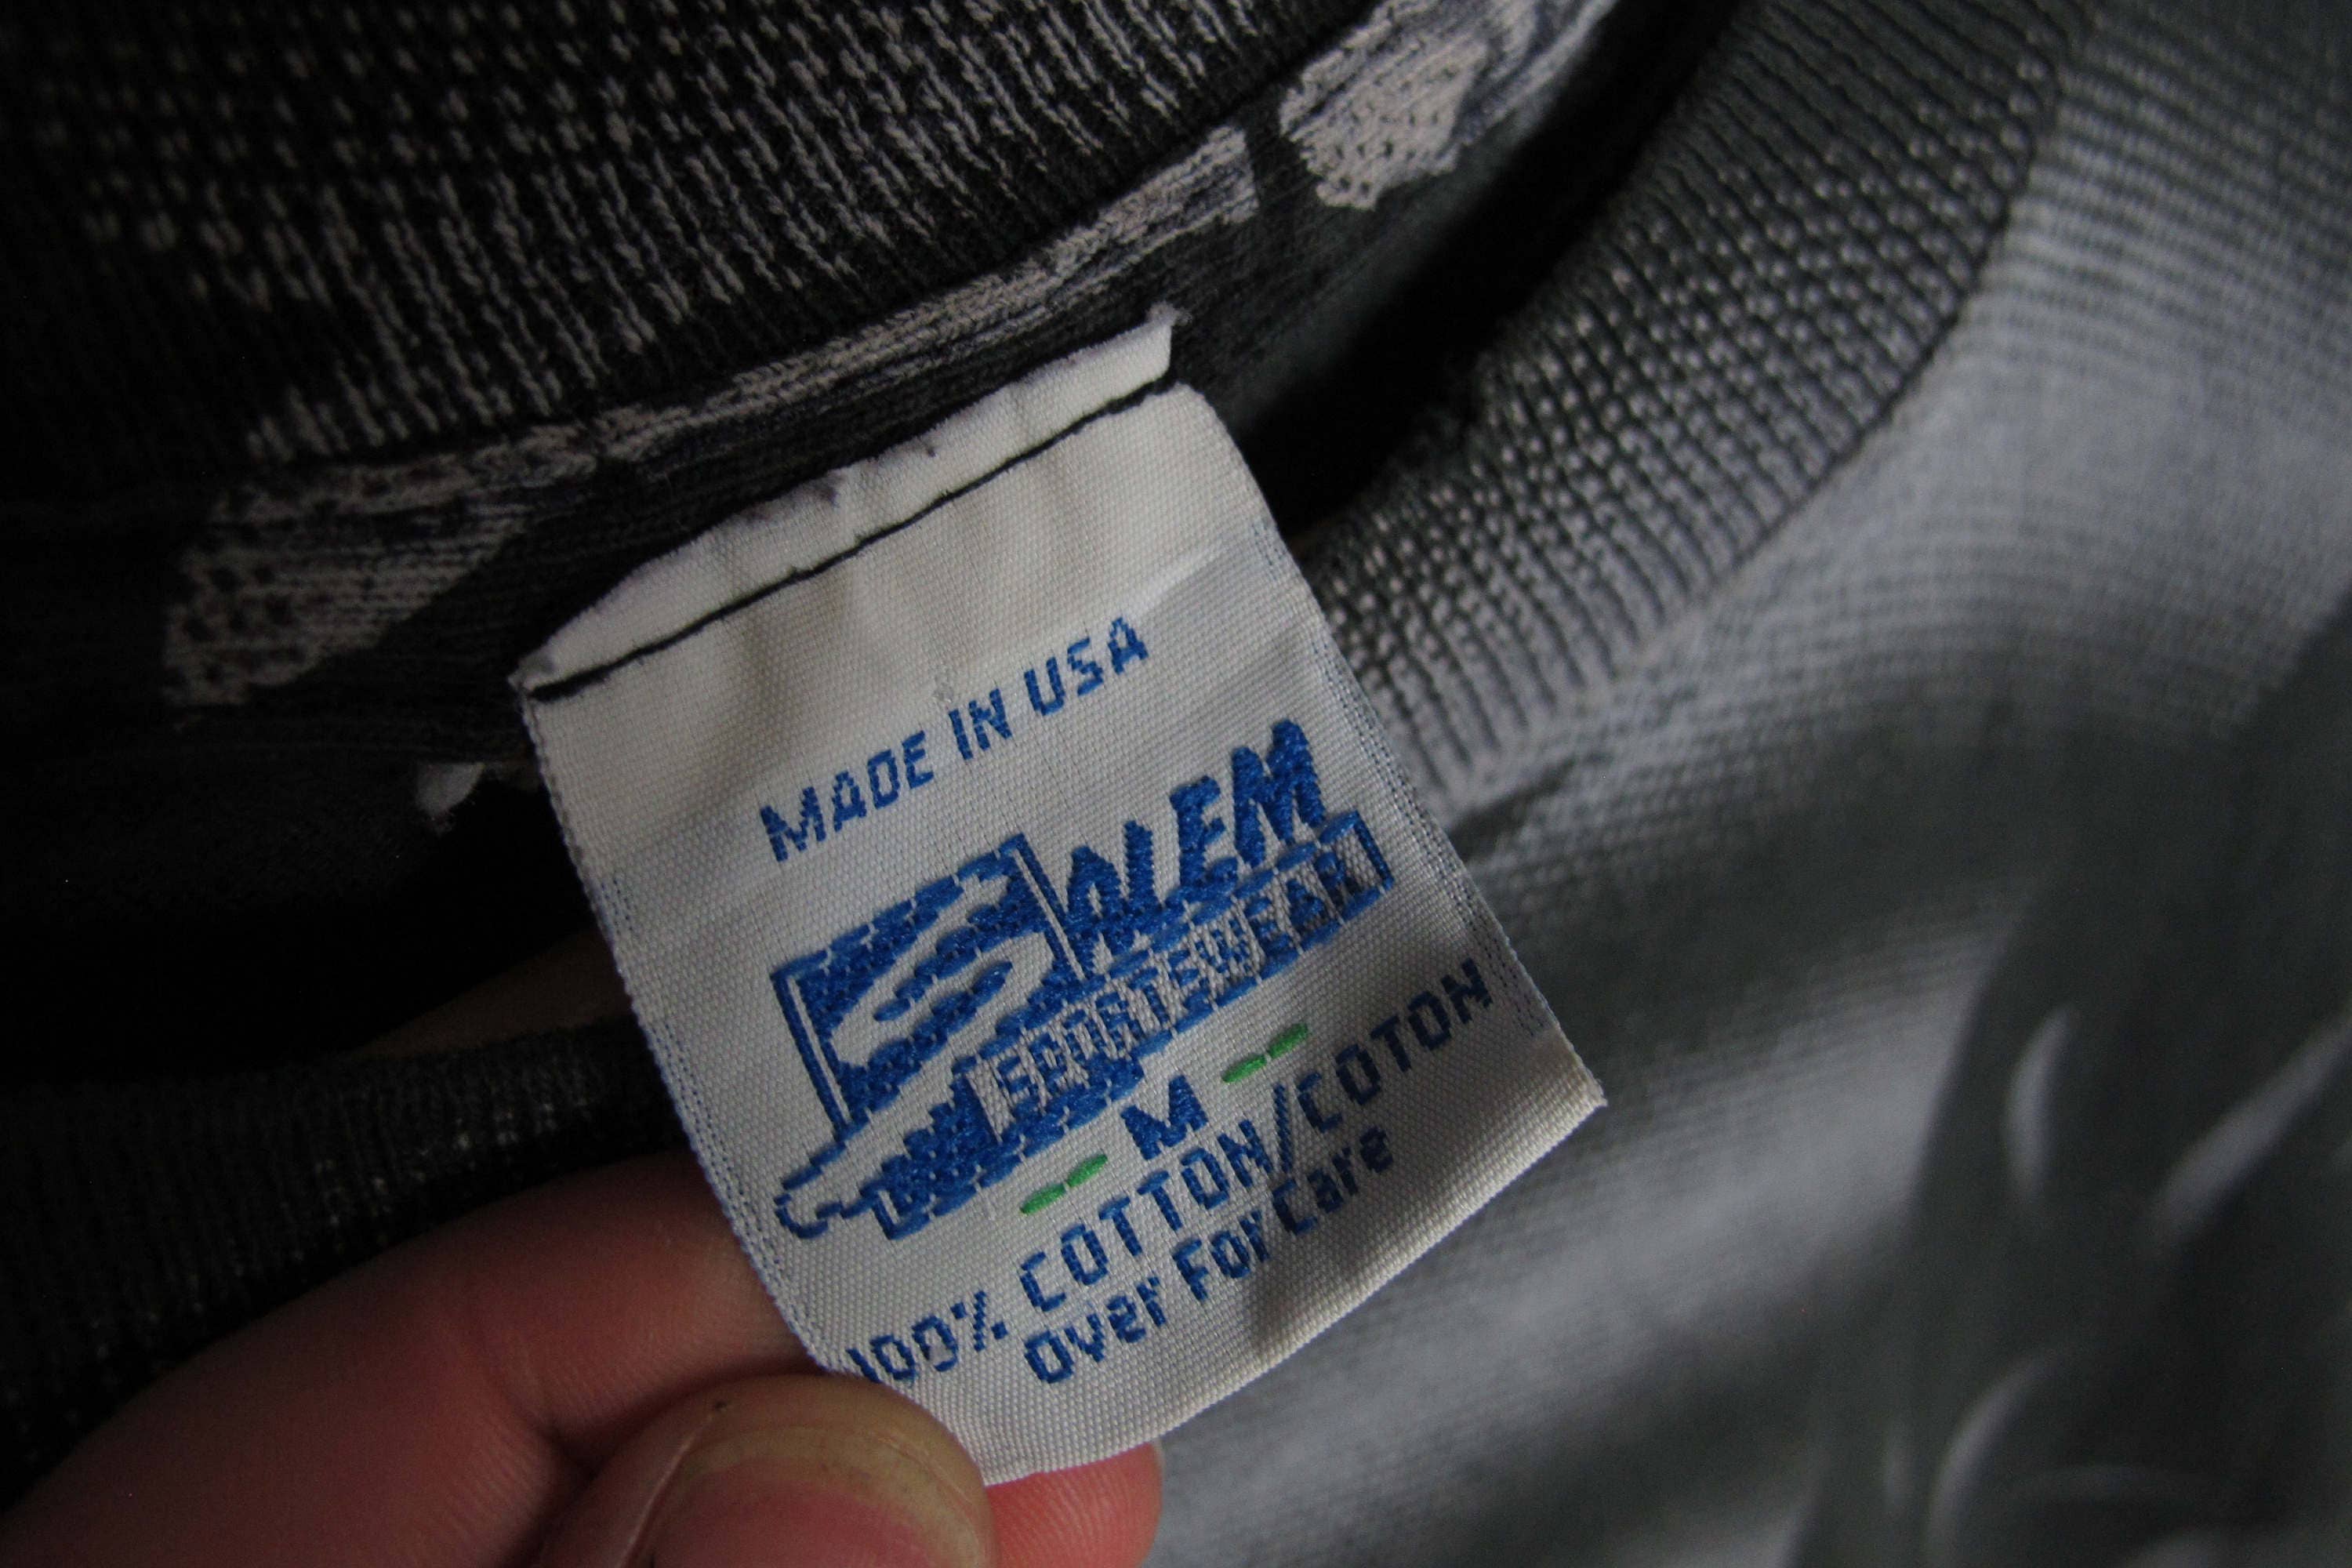 MADE IN USA
SALEM
SPORTSWEAR
M
100% COTTON/COTON
Over For Care